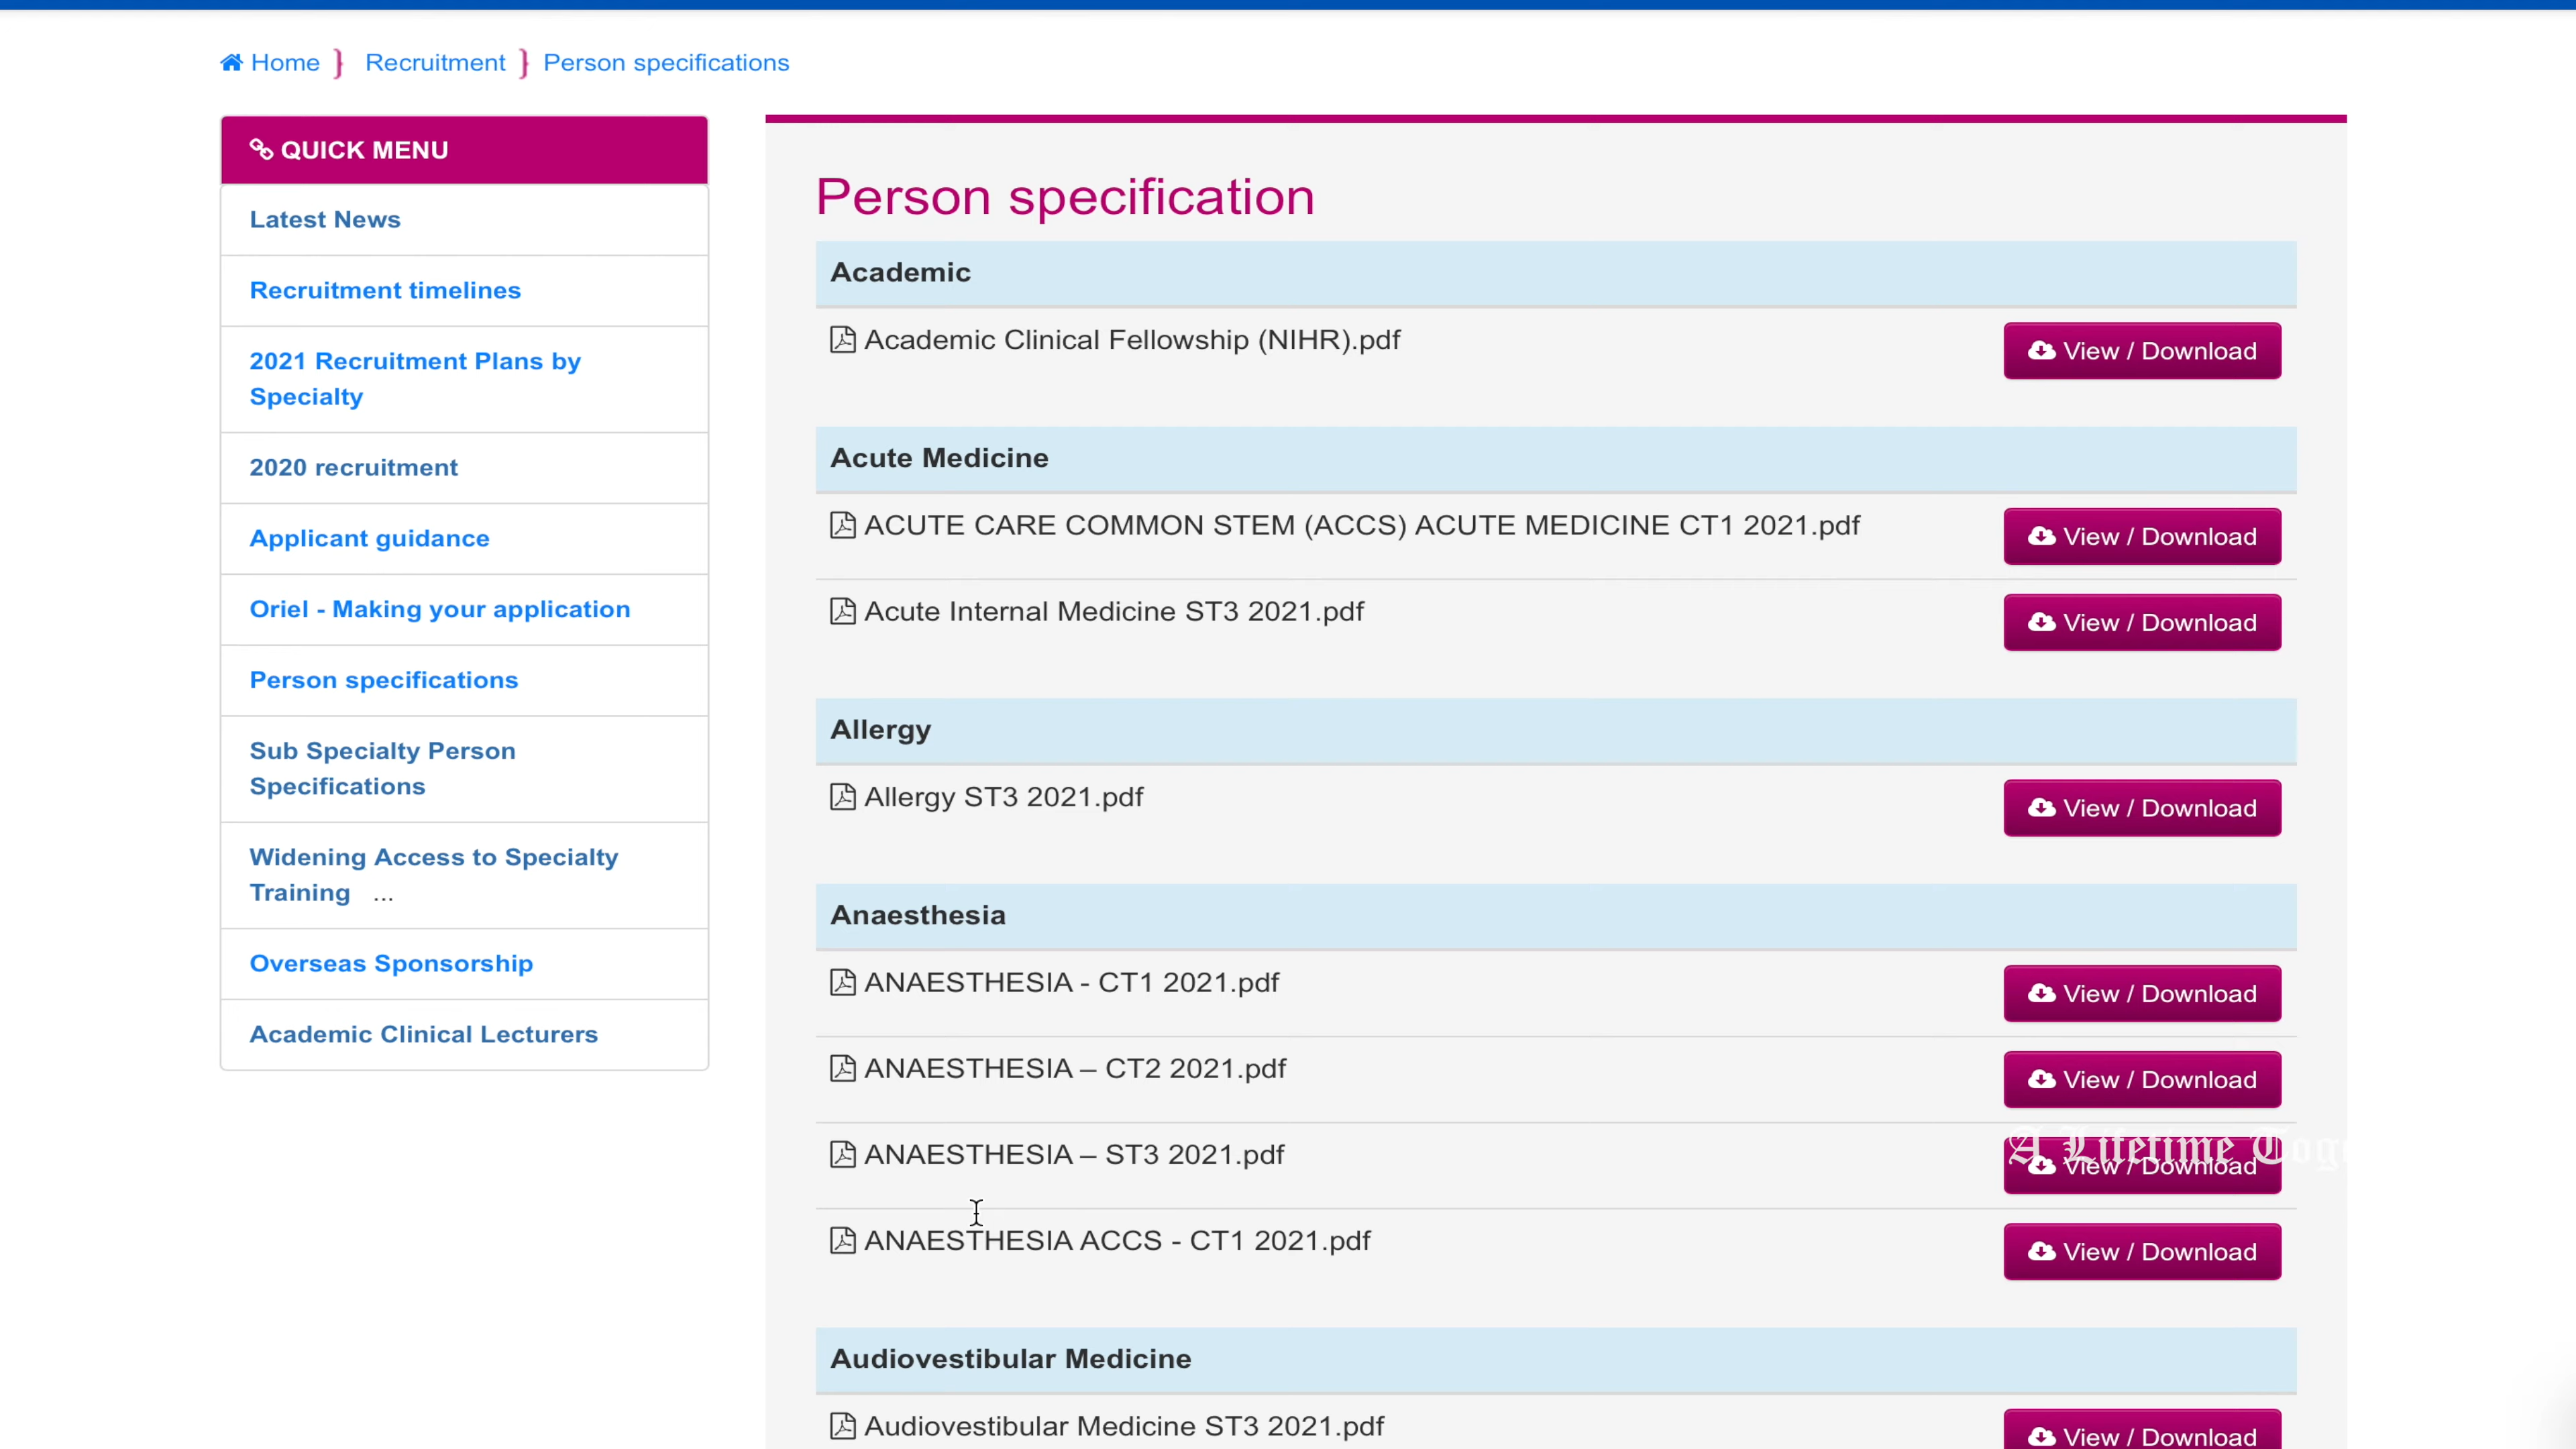 Home } Recruitment } Person specifications
QUICK MENU
Latest News
Recruitment timelines
2021 Recruitment Plans by
Specialty
2020 recruitment
Applicant guidance
Oriel - Making your application
Person specifications
Sub Specialty Person
Specifications
Widening Access to Specialty
Training ...
Overseas Sponsorship
Academic Clinical Lecturers
Person specification
Academic
Academic Clinical Fellowship (NIHR).pdf View / Download
Acute Medicine
ACUTE CARE COMMON STEM (ACCS) ACUTE MEDICINE CT1 2021.pdf View / Download
Acute Internal Medicine ST3 2021.pdf View / Download
Allergy
Allergy ST3 2021.pdf View / Download
Anaesthesia
ANAESTHESIA - CT1 2021.pdf View / Download
ANAESTHESIA – CT2 2021.pdf View / Download
A Lifetime Tog
ANAESTHESIA – ST3 2021.pdf View / Download
ANAESTHESIA ACCS - CT1 2021.pdf View / Download
Audiovestibular Medicine
Audiovestibular Medicine ST3 2021.pdf View / Download